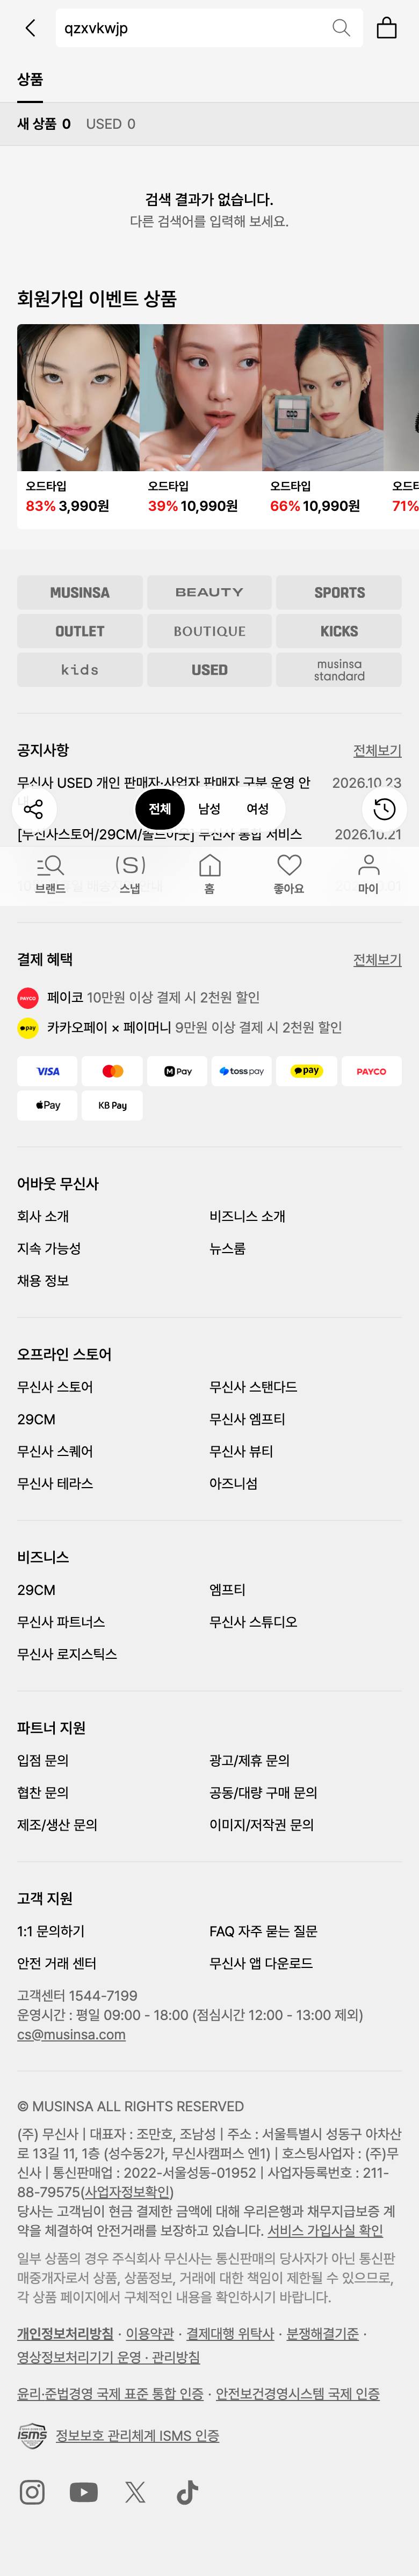 qzxvkwjp
상품
새 상품 0 USED 0
검색 결과가 없습니다.
다른 검색어를 입력해 보세요.
회원가입 이벤트 상품
오드타입 오드타입 오드타입
83% 3,990원 39% 10,990원 66% 10,990원 71%
MUSINSA BEAUTY SPORTS
OUTLET BOUTIQUE KICKS
kids USED musinsa standard
공지사항 전체보기
무신사 USED 개인 판매자·사업자 판매자 구분 운영 안 2026.10.23
전체 남성 여성
통합 서비스 2026.10.21
브랜드 스냅 홈 좋아요 마이
결제 혜택 전체보기
PAYCO 페이코 10만원 이상 결제 시 2천원 할인
pay 카카오페이 × 페이머니 9만원 이상 결제 시 2천원 할인
VISA M Pay toss pay pay PAYCO
Pay KB Pay
어바웃 무신사
회사 소개 비즈니스 소개
지속 가능성 뉴스룸
채용 정보
오프라인 스토어
무신사 스토어 무신사 스탠다드
29CM 무신사 엠프티
무신사 스퀘어 무신사 뷰티
무신사 테라스 아즈니섬
비즈니스
29CM 엠프티
무신사 파트너스 무신사 스튜디오
무신사 로지스틱스
파트너 지원
입점 문의 광고/제휴 문의
협찬 문의 공동/대량 구매 문의
제조/생산 문의 이미지/저작권 문의
고객 지원
1:1 문의하기 FAQ 자주 묻는 질문
안전 거래 센터 무신사 앱 다운로드
고객센터 1544-7199
운영시간 : 평일 09:00 - 18:00 (점심시간 12:00 - 13:00 제외)
cs@musinsa.com
© MUSINSA ALL RIGHTS RESERVED
(주) 무신사 | 대표자 : 조만호, 조남성 | 주소 : 서울특별시 성동구 아차산
로 13길 11, 1층 (성수동2가, 무신사캠퍼스 엔1) | 호스팅사업자 : (주)무
신사 | 통신판매업 : 2022-서울성동-01952 | 사업자등록번호 : 211-
88-79575(사업자정보확인)
당사는 고객님이 현금 결제한 금액에 대해 우리은행과 채무지급보증 계
약을 체결하여 안전거래를 보장하고 있습니다. 서비스 가입사실 확인
일부 상품의 경우 주식회사 무신사는 통신판매의 당사자가 아닌 통신판
매중개자로서 상품, 상품정보, 거래에 대한 책임이 제한될 수 있으므로,
각 상품 페이지에서 구체적인 내용을 확인하시기 바랍니다.
개인정보처리방침 · 이용약관 · 결제대행 위탁사 · 분쟁해결기준 ·
영상정보처리기기 운영 · 관리방침
윤리·준법경영 국제 표준 통합 인증 · 안전보건경영시스템 국제 인증
isms 정보보호 관리체계 ISMS 인증